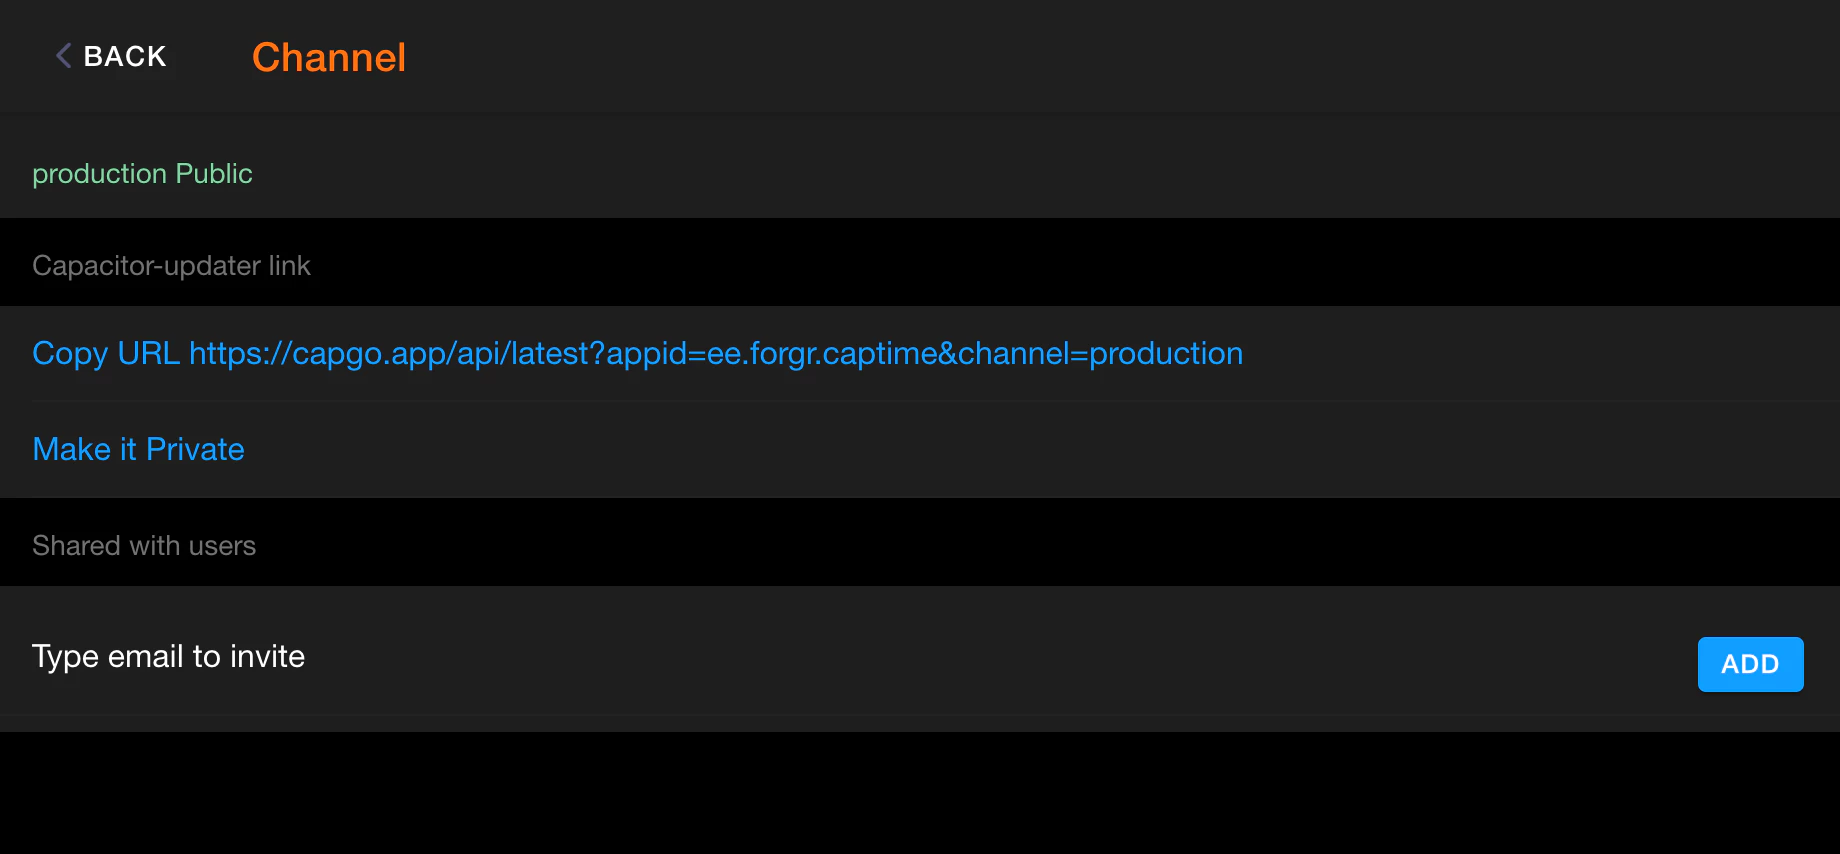 BACK
Channel
production Public
Capacitor-updater link
Copy URL https://capgo.app/api/latest?appid=ee.forgr.captime&channel=production
Make it Private
Shared with users
Type email to invite
ADD